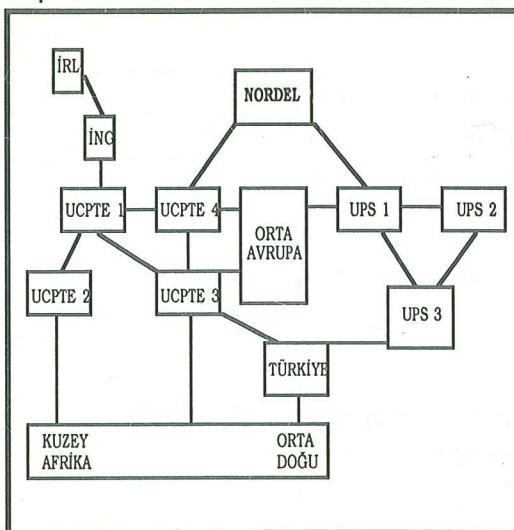 İRL
NORDEL
İNG
UCPTE 1
UCPTE 4
ORTA
AVRUPA
UPS 1
UPS 2
UCPTE 2
UCPTE 3
UPS 3
TÜRKİYE
KUZEY
AFRİKA
ORTA
DOĞU